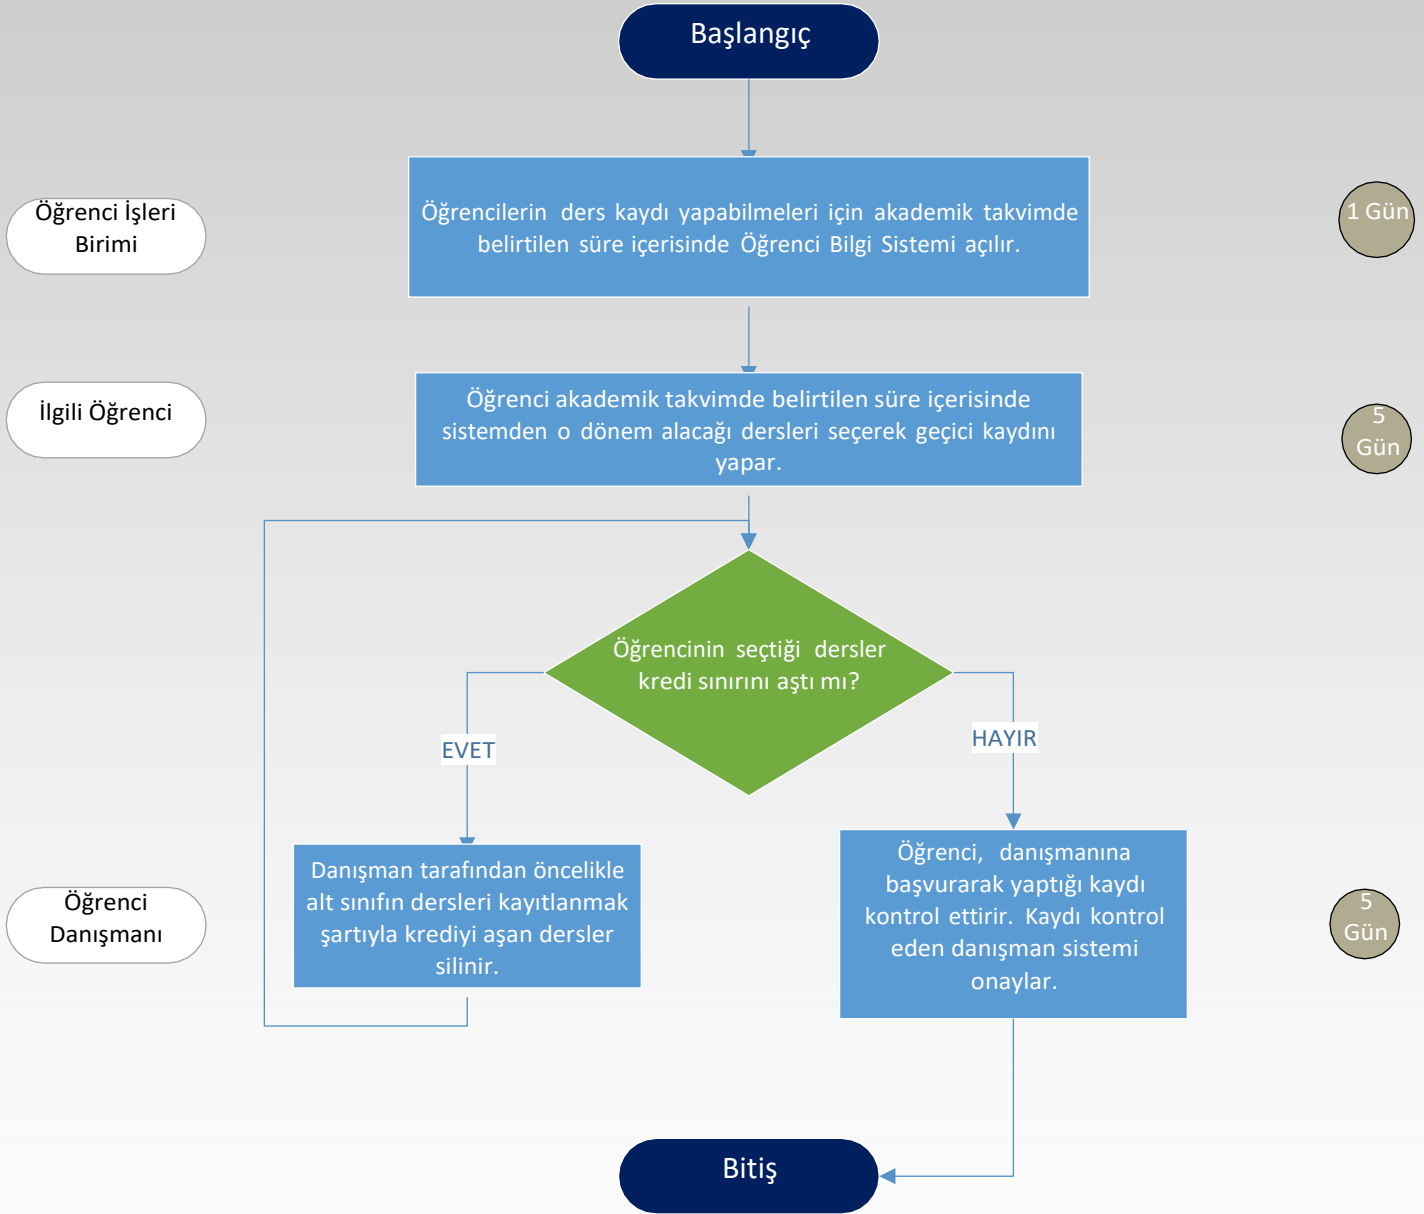 Başlangıç
Öğrenci İşleri
Birimi
Öğrencilerin ders kaydı yapabilmeleri için akademik takvimde
belirtilen süre içerisinde Öğrenci Bilgi Sistemi açılır.
1 Gün
İlgili Öğrenci
Öğrenci akademik takvimde belirtilen süre içerisinde
sistemden o dönem alacağı dersleri seçerek geçici kaydını
yapar.
5
Gün
Öğrencinin seçtiği dersler
kredi sınırını aştı mı?
EVET
HAYIR
Öğrenci
Danışmanı
Danışman tarafından öncelikle
alt sınıfın dersleri kayıtlanmak
şartıyla krediyi aşan dersler
silinir.
Öğrenci, danışmanına
başvurarak yaptığı kaydı
kontrol ettirir. Kaydı kontrol
eden danışman sistemi
onaylar.
5
Gün
Bitiş